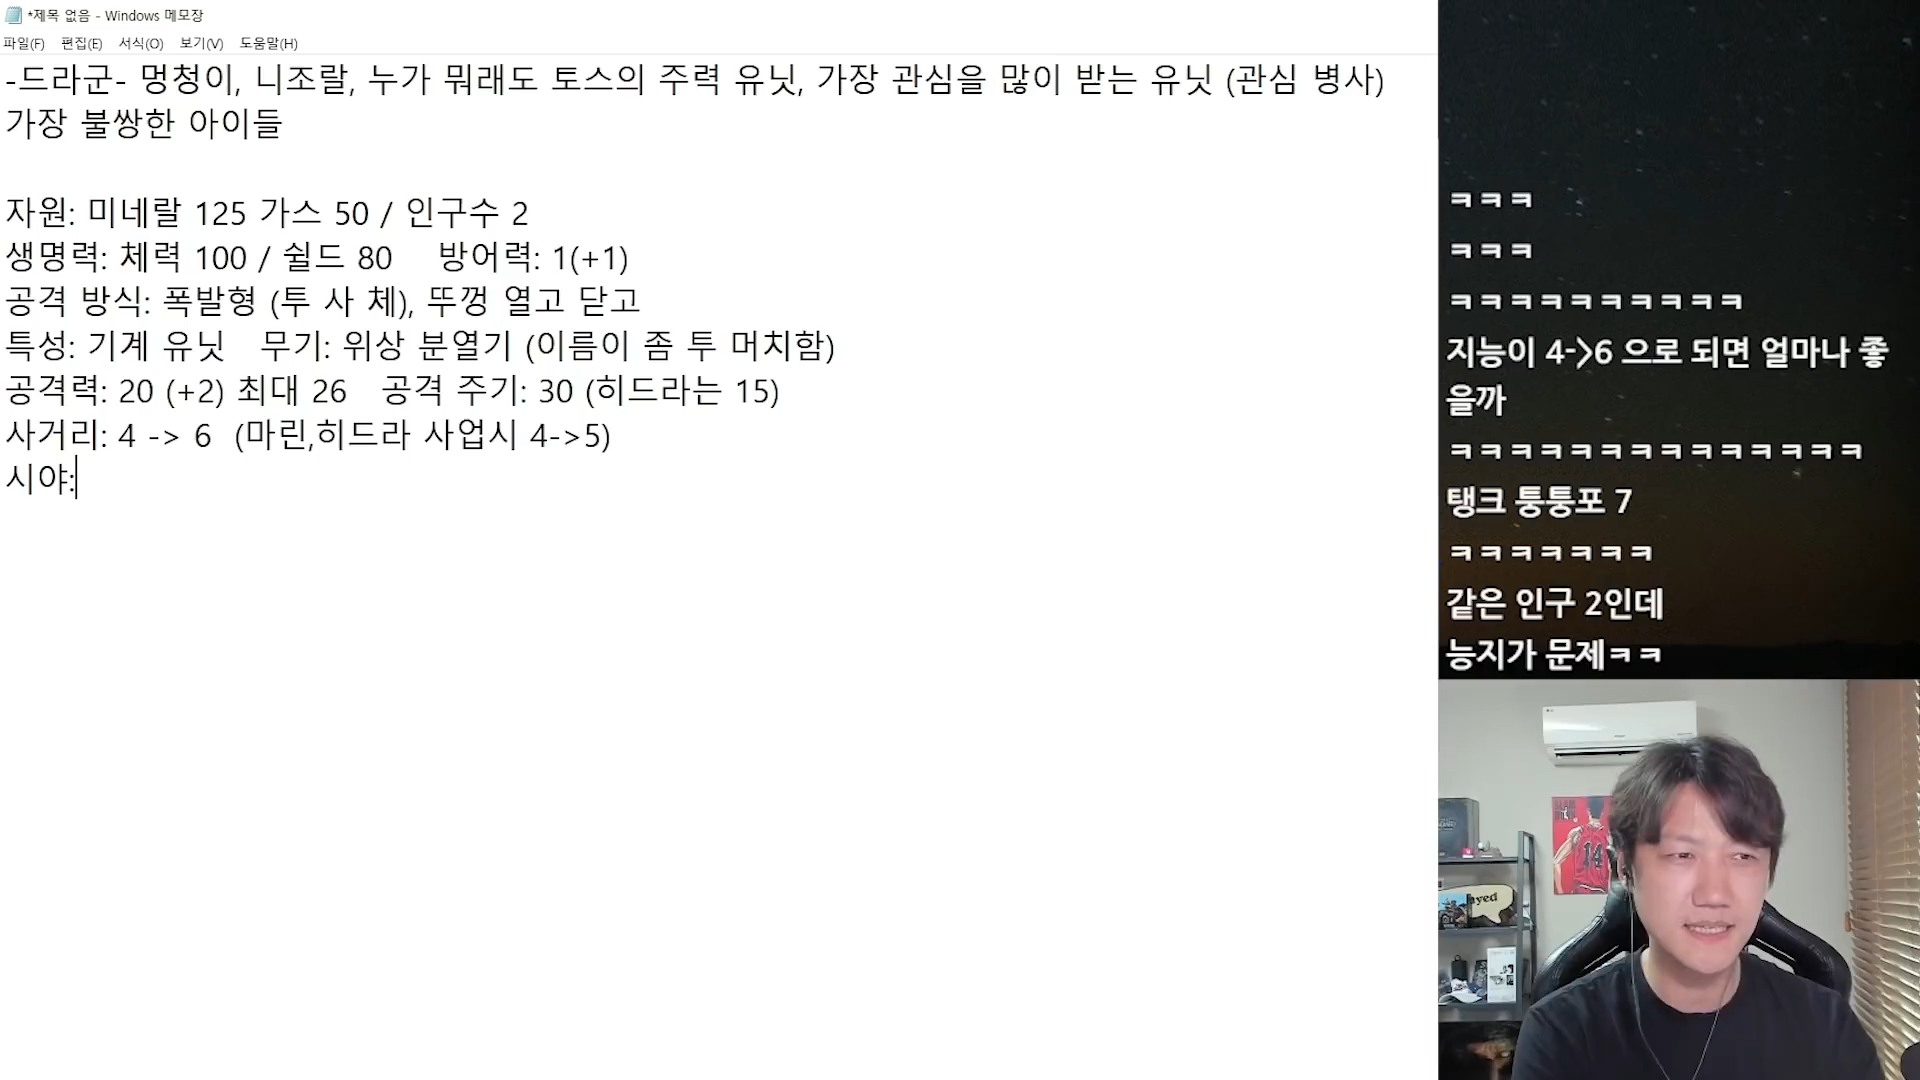 *제목 없음 - Windows 메모장
파일(F) 편집(E) 서식(O) 보기(V) 도움말(H)
-드라군- 멍청이, 니조랄, 누가 뭐래도 토스의 주력 유닛, 가장 관심을 많이 받는 유닛 (관심 병사)
가장 불쌍한 아이들
자원: 미네랄 125 가스 50 / 인구수 2
생명력: 체력 100 / 쉴드 80 방어력: 1(+1)
공격 방식: 폭발형 (투 사 체), 뚜껑 열고 닫고
특성: 기계 유닛 무기: 위상 분열기 (이름이 좀 투 머치함)
공격력: 20 (+2) 최대 26 공격 주기: 30 (히드라는 15)
사거리: 4 -> 6 (마린,히드라 사업시 4->5)
시야:
ㅋㅋㅋ
ㅋㅋㅋ
ㅋㅋㅋㅋㅋㅋㅋㅋㅋㅋ
지능이 4->6 으로 되면 얼마나 좋
을까
ㅋㅋㅋㅋㅋㅋㅋㅋㅋㅋㅋㅋㅋㅋ
탱크 퉁퉁포 7
ㅋㅋㅋㅋㅋㅋㅋ
같은 인구 2인데
능지가 문제ㅋㅋ
14
ayed